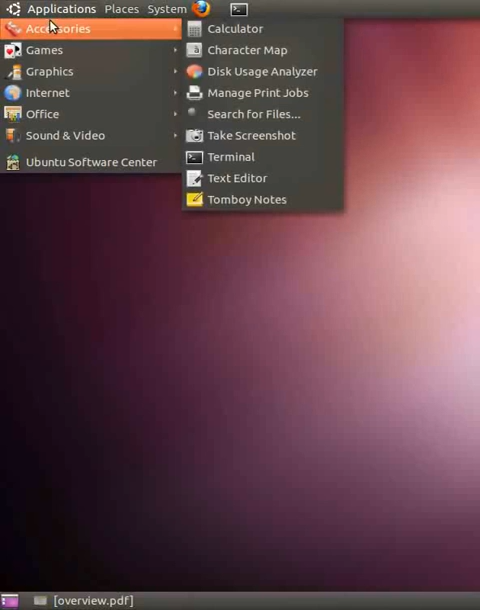 Applications Places System
Accessories
Games
Graphics
Internet
Office
Sound & Video
Ubuntu Software Center
Calculator
Character Map
Disk Usage Analyzer
Manage Print Jobs
Search for Files...
Take Screenshot
Terminal
Text Editor
Tomboy Notes
[overview.pdf]